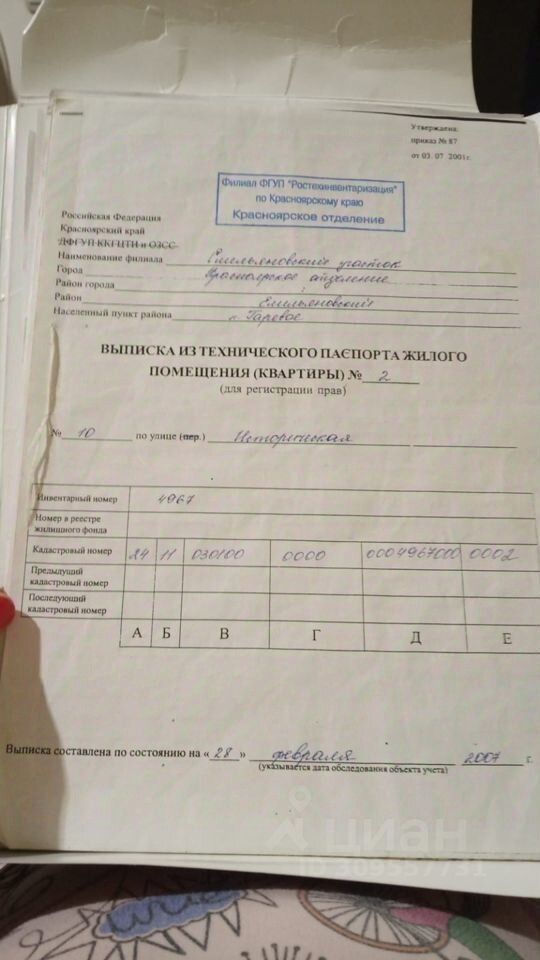 Утверждена:
приказ № 87
от 03. 07 2001г.
Филиал ФГУП "Ростехинвентаризация"
по Красноярскому краю
Красноярское отделение
Российская Федерация
Красноярский край
ДФГУП ККГЦТИ и ОЗСС
Наименование филиала Емельяновский участок
Город Красноярское отделение
Район города
Район Емельяновский
Населенный пункт района п. Гаревое
ВЫПИСКА ИЗ ТЕХНИЧЕСКОГО ПАСПОРТА ЖИЛОГО
ПОМЕЩЕНИЯ (КВАРТИРЫ) № 2
(для регистрации прав)
№ 10 по улице (пер.) Историческая
Инвентарный номер 4967
Номер в реестре
жилищного фонда
Кадастровый номер 24 11 030100 0000 0004967000 0002
Предыдущий
кадастровый номер
Последующий
кадастровый номер
А Б В Г Д Е
Выписка составлена по состоянию на « 28 » февраля 2007 г.
(указывается дата обследования объекта учета)
циан
ID 309557731